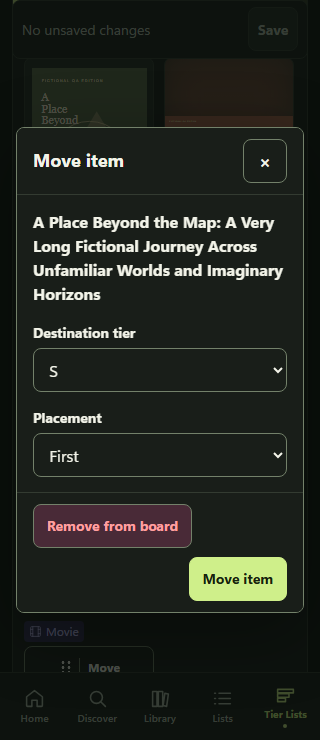 No unsaved changes
Save
FICTIONAL QA EDITION
A
Place
Beyond
Move item
×
A Place Beyond the Map: A Very
Long Fictional Journey Across
Unfamiliar Worlds and Imaginary
Horizons
Destination tier
S
Placement
First
Remove from board
Move item
Movie
Move
Home
Discover
Library
Lists
Tier Lists